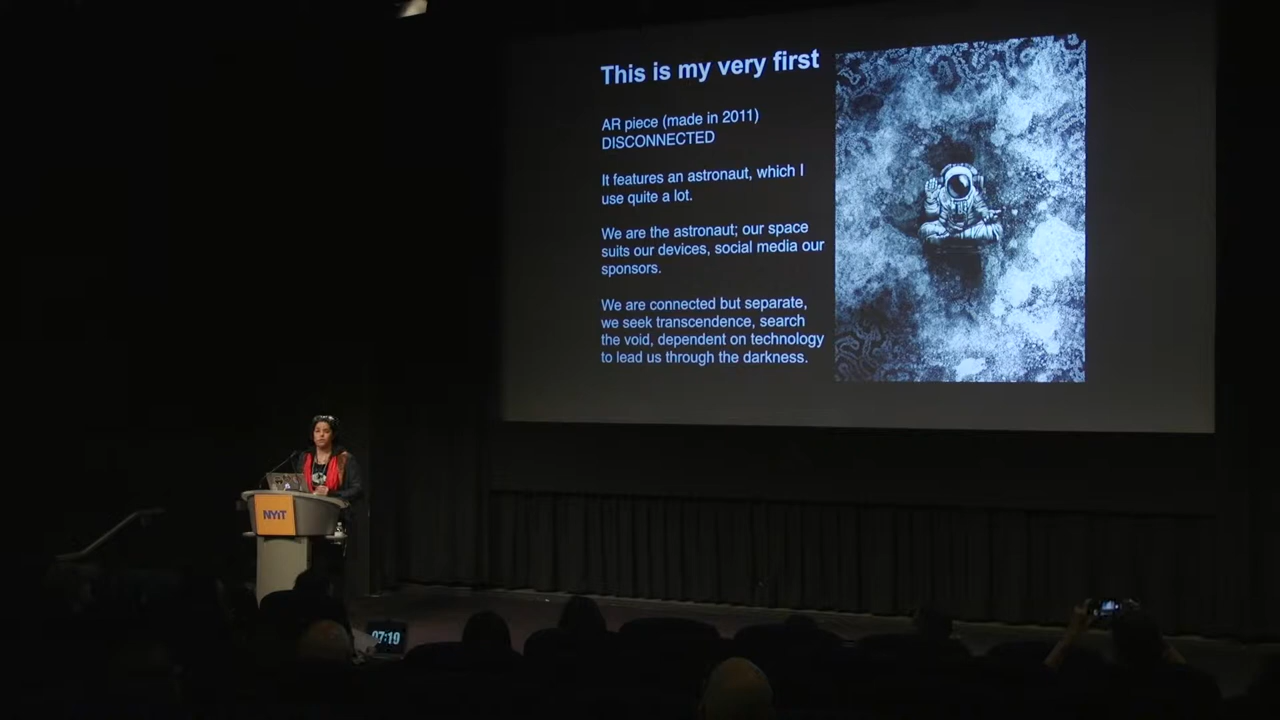 This is my very first
AR piece (made in 2011)
DISCONNECTED
It features an astronaut, which I
use quite a lot.
We are the astronaut; our space
suits our devices, social media our
sponsors.
We are connected but separate,
we seek transcendence, search
the void, dependent on technology
to lead us through the darkness.
NYIT
07:19